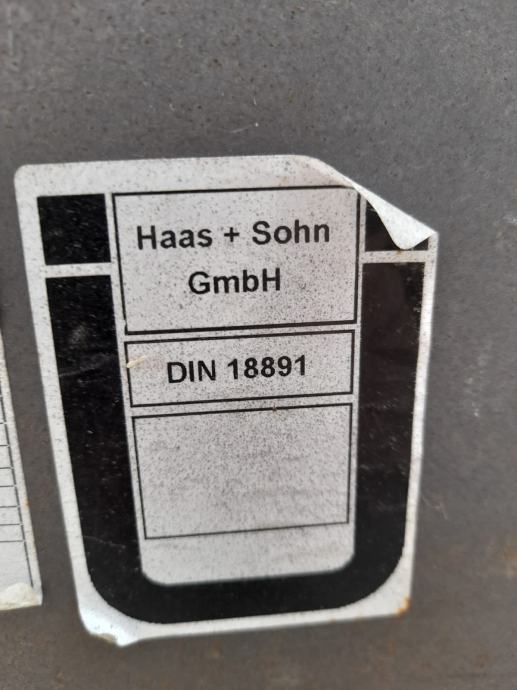 Haas + Sohn
GmbH
DIN 18891